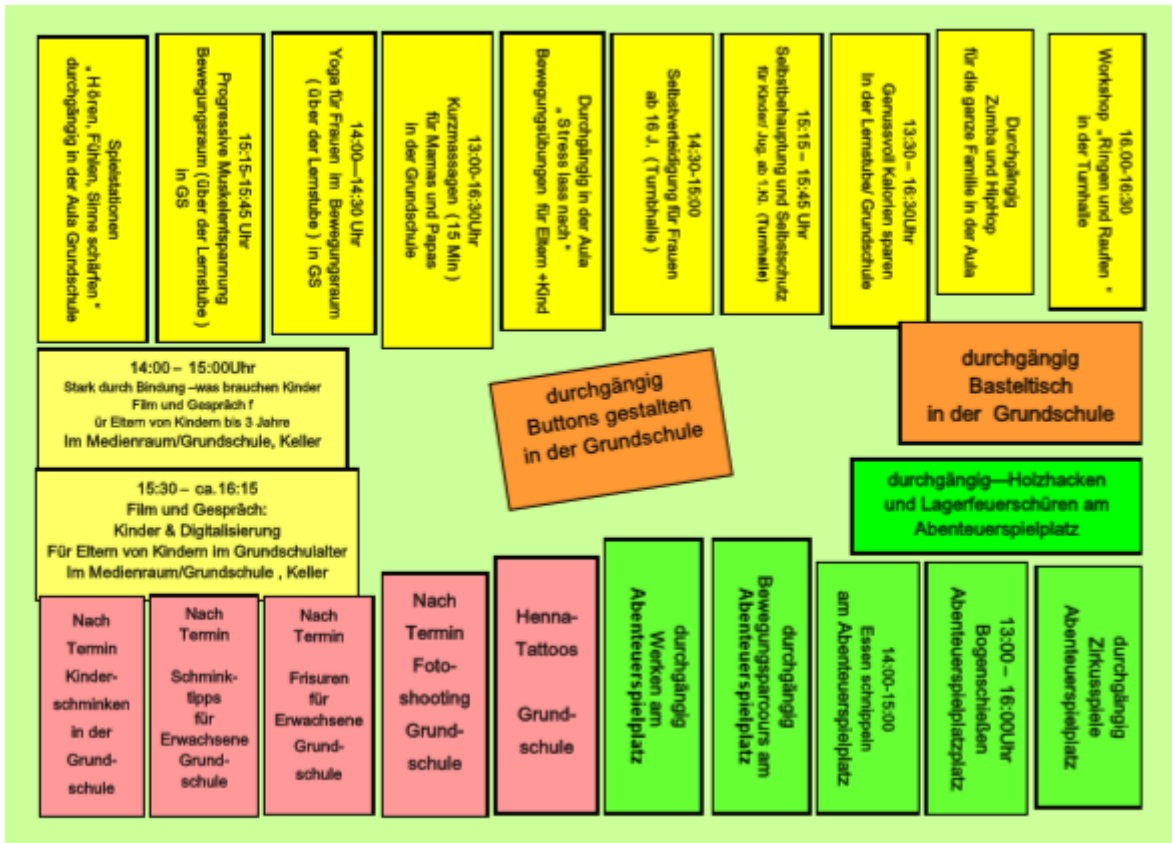 Spielstationen
„ Hören, Fühlen, Sinne schärfen “
durchgängig in der Aula Grundschule
15:15-15:45 Uhr
Progressive Muskelentspannung
Bewegungsraum (über der Lernstube )
in GS
14:00—14:30 Uhr
Yoga für Frauen im Bewegungsraum
( über der Lernstube ) in GS
13:00-16:30Uhr
Kurzmassagen ( 15 Min )
für Mamas und Papas
in der Grundschule
Durchgängig in der Aula
„ Stress lass nach “
Bewegungsübungen für Eltern +Kind
14:30-15:00
Selbstverteidigung für Frauen
ab 16 J. (Turnbhalle )
15:15 – 15:45 Uhr
Selbstbehauptung und Selbstschutz
für Kinder/ Jug. ab 1.Kl. (Turnhalle)
13:30 – 16:30Uhr
Genussvoll Kalorien sparen
In der Lernstube/ Grundschule
Durchgängig
Zumba und HipHop
für die ganze Familie in der Aula
16.00-16:30
Workshop „Ringen und Raufen “
in der Turnhalle
14:00 – 15:00Uhr
Stark durch Bindung –was brauchen Kinder
Film und Gespräch f
ür Eltern von Kindern bis 3 Jahre
Im Medienraum/Grundschule, Keller
durchgängig
Buttons gestalten
in der Grundschule
durchgängig
Basteltisch
in der Grundschule
15:30 – ca.16:15
Film und Gespräch:
Kinder & Digitalisierung
Für Eltern von Kindern im Grundschulalter
Im Medienraum/Grundschule , Keller
durchgängig—Holzhacken
und Lagerfeuerschüren am
Abenteuerspielplatz
Nach
Termin
Kinder-
schminken
in der
Grund-
schule
Nach
Termin
Schmink-
tipps
für
Erwachsene
Grund-
schule
Nach
Termin
Frisuren
für
Erwachsene
Grund-
schule
Nach
Termin
Foto-
shooting
Grund-
schule
Henna-
Tattoos
Grund-
schule
durchgängig
Werken am
Abenteuerspielplatz
durchgängig
Bewegungsparcours am
Abenteuerspielplatz
14:00-15:00
Essen schnippeln
am Abenteuerspielplatz
13:00 – 16:00Uhr
Bogenschießen
Abenteuerspielplatzplatz
durchgängig
Zirkusspiele
Abenteuerspielplatz